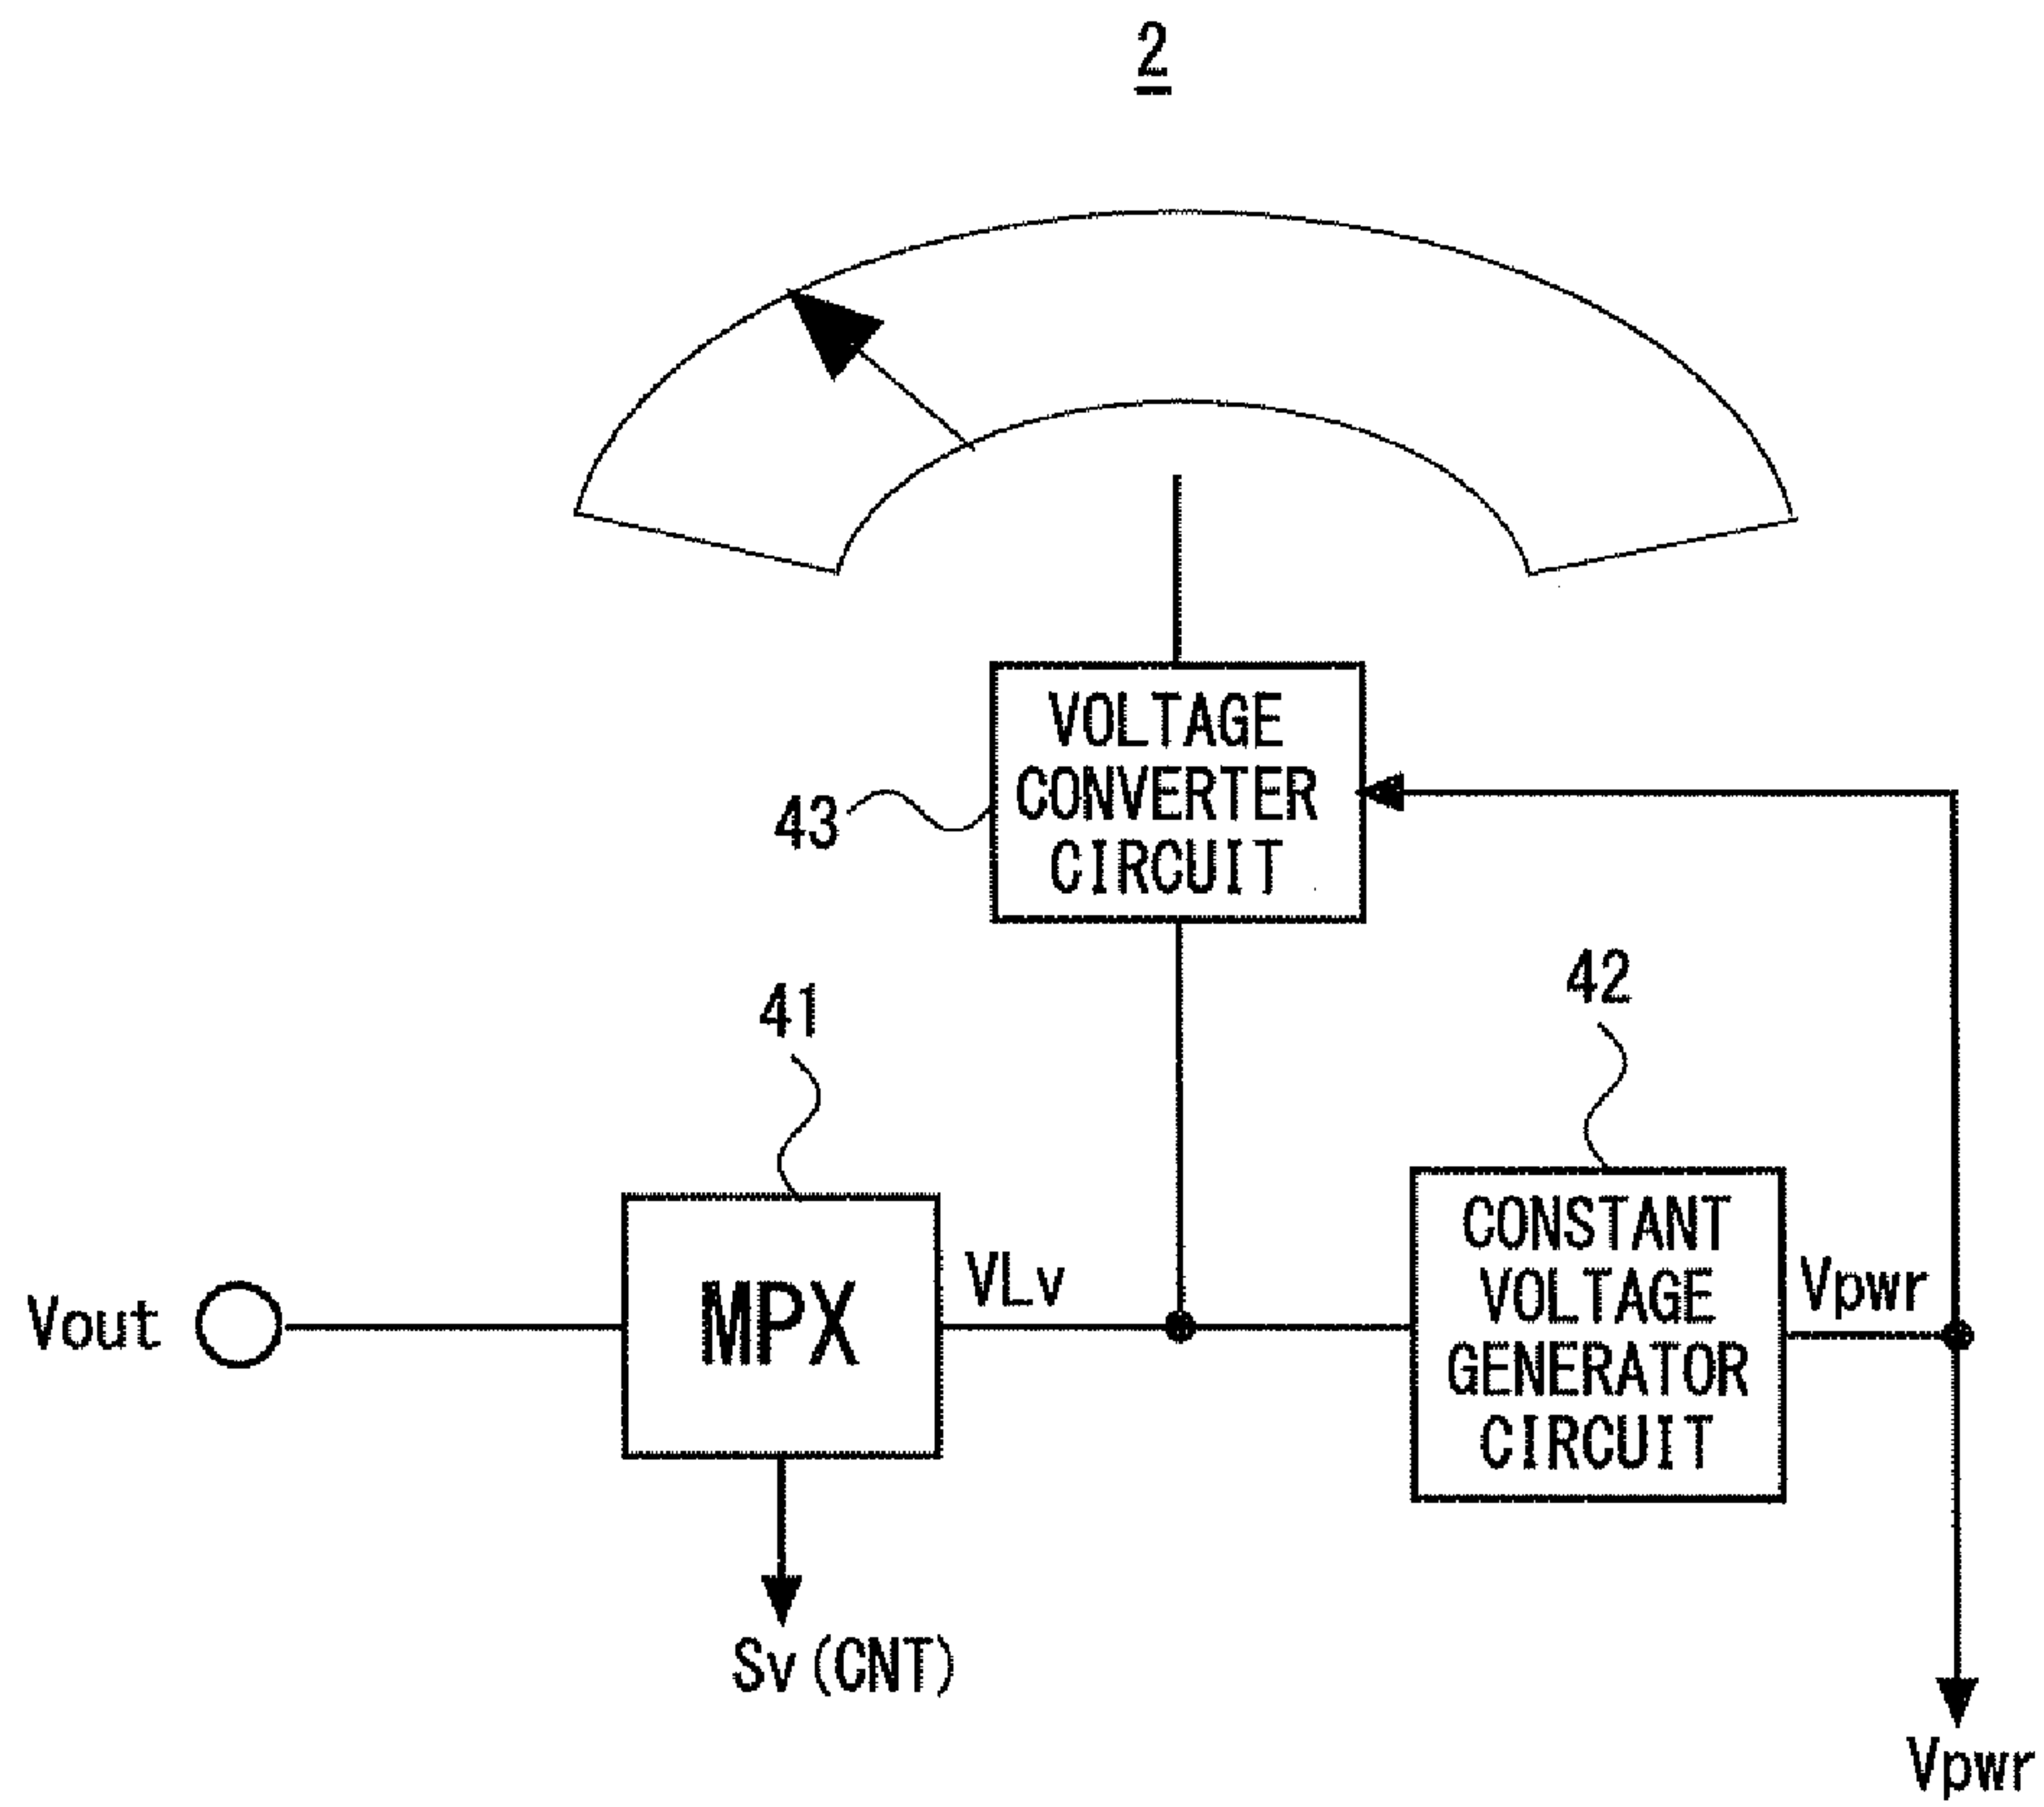 2
VOLTAGE
CONVERTER
CIRCUIT
43
42
41
CONSTANT
VOLTAGE
GENERATOR
CIRCUIT
Vpwr
VLv
MPX
Vout
Sv(CNT)
Vpwr